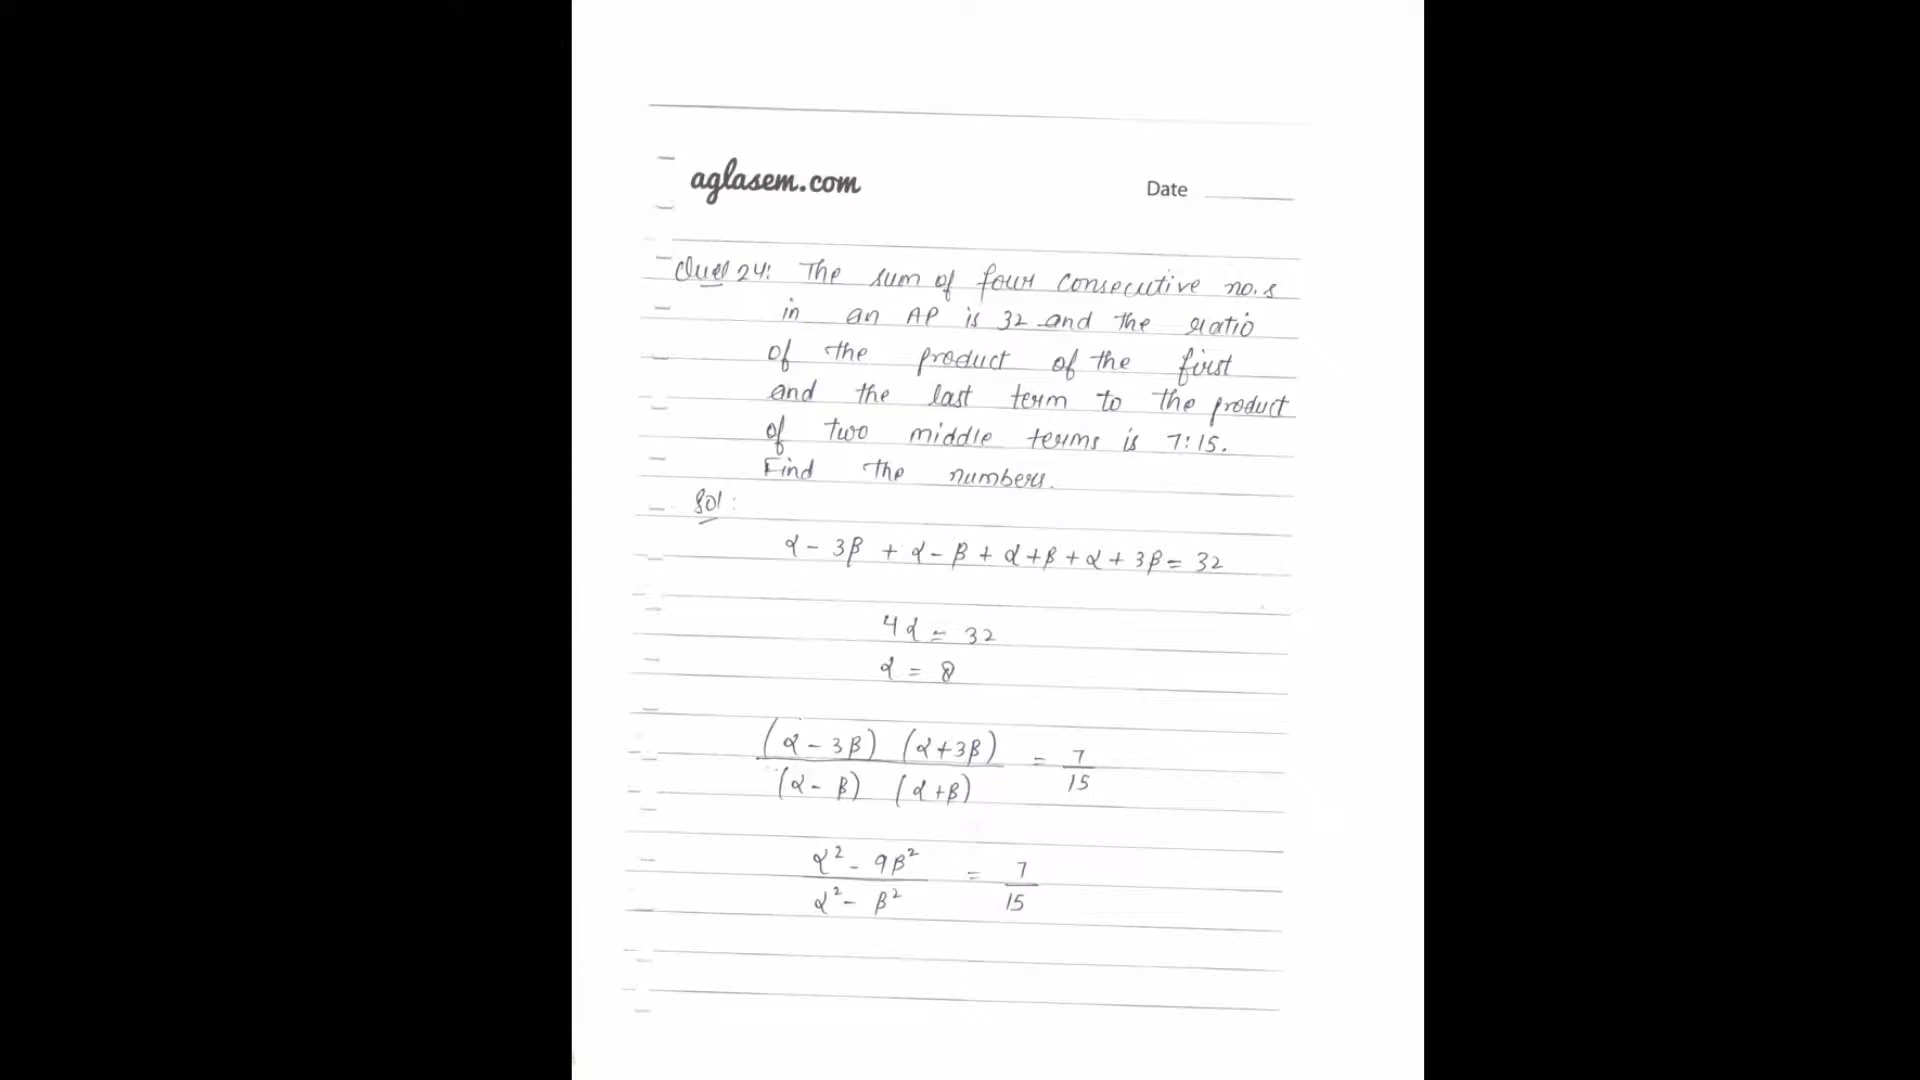 aglasem.com
Date
Ques 24: The sum of four consecutive no.s
in an AP is 32 and the ratio
of the product of the first
and the last term to the product
of two middle terms is 7:15.
Find the numbers.
Sol:
α - 3β + α - β + α + β + α + 3β = 32
4α = 32
α = 8
(α - 3β) (α + 3β) = 7
(α - β) (α + β) 15
α² - 9β² = 7
α² - β² 15